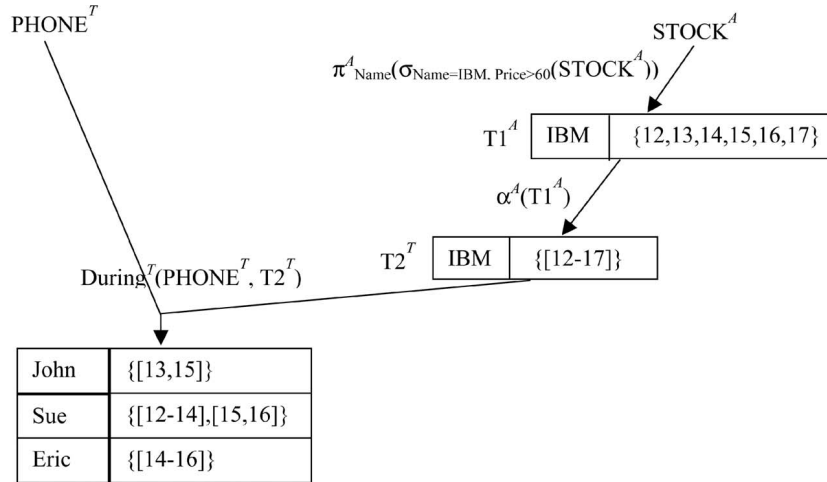 PHONE^T
STOCK^A
π^A_Name(σ_Name=IBM, Price>60(STOCK^A))
T1^A IBM {12,13,14,15,16,17}
α^A(T1^A)
T2^T IBM {[12-17]}
During^T(PHONE^T, T2^T)
John {[13,15]}
Sue {[12-14],[15,16]}
Eric {[14-16]}